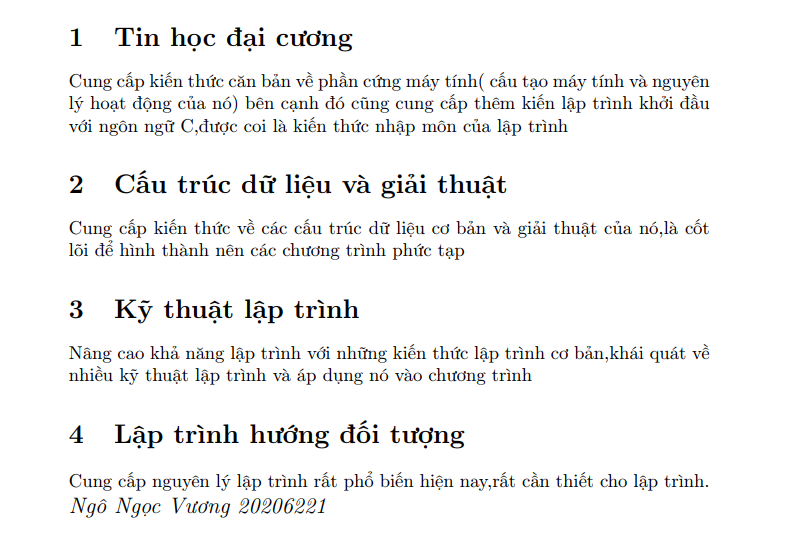 1 Tin học đại cương
Cung cấp kiến thức căn bản về phần cứng máy tính( cấu tạo máy tính và nguyên
lý hoạt động của nó) bên cạnh đó cũng cung cấp thêm kiến lập trình khởi đầu
với ngôn ngữ C,được coi là kiến thức nhập môn của lập trình
2 Cấu trúc dữ liệu và giải thuật
Cung cấp kiến thức về các cấu trúc dữ liệu cơ bản và giải thuật của nó,là cốt
lõi để hình thành nên các chương trình phức tạp
3 Kỹ thuật lập trình
Nâng cao khả năng lập trình với những kiến thức lập trình cơ bản,khái quát về
nhiều kỹ thuật lập trình và áp dụng nó vào chương trình
4 Lập trình hướng đối tượng
Cung cấp nguyên lý lập trình rất phổ biến hiện nay,rất cần thiết cho lập trình.
Ngô Ngọc Vương 20206221